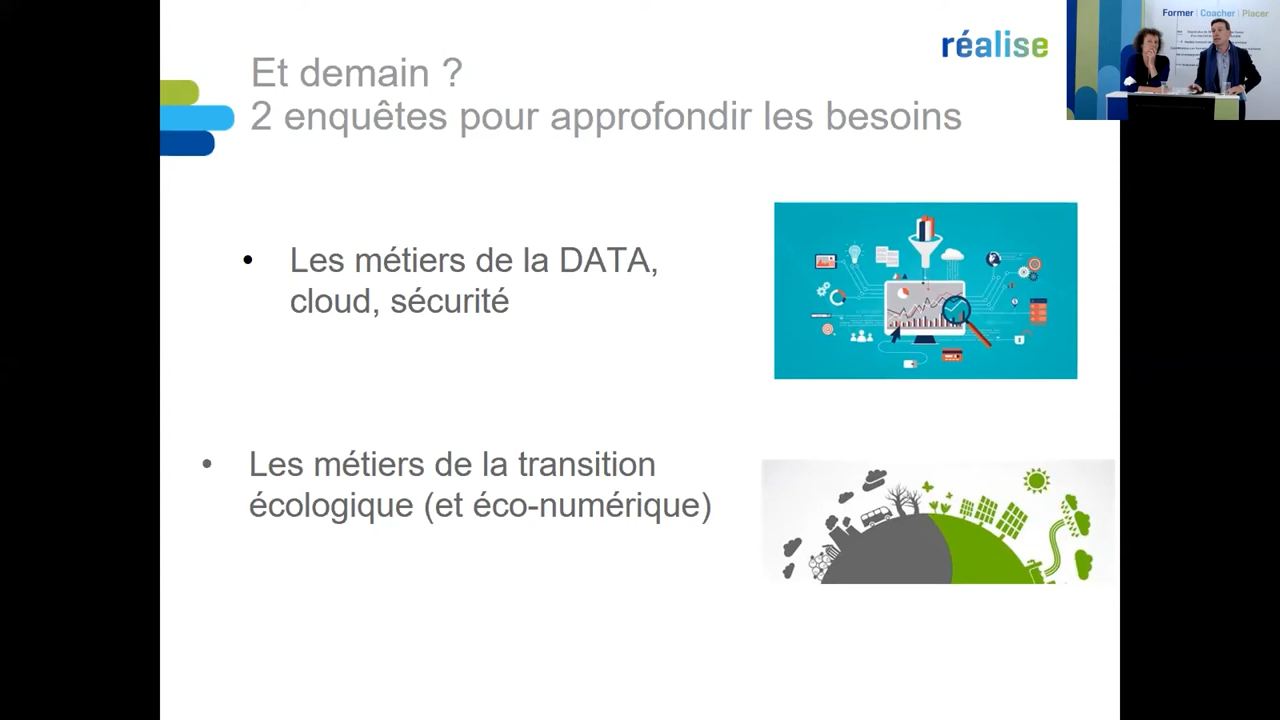 Et demain ?
2 enquêtes pour approfondir les besoins
réalise
Former | Coacher | Placer
• Les métiers de la DATA,
cloud, sécurité
• Les métiers de la transition
écologique (et éco-numérique)